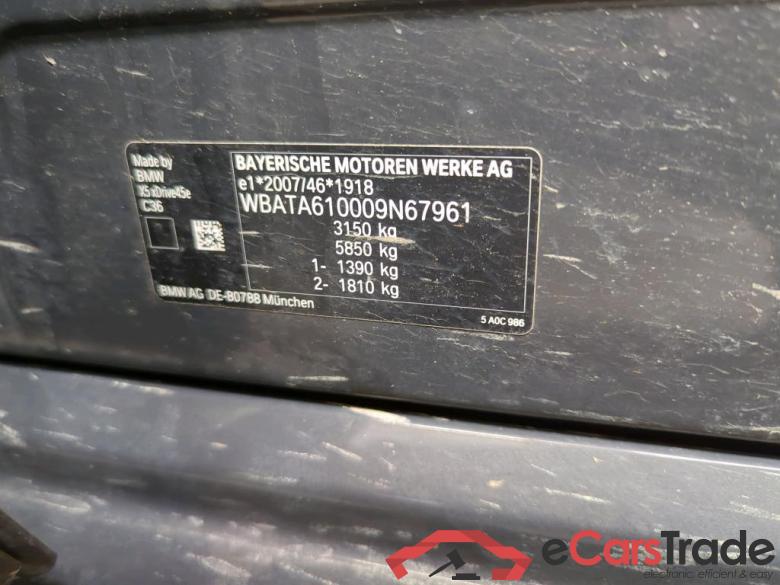 Made by
BMW
X5 xDrive45e
C36
BAYERISCHE MOTOREN WERKE AG
e1*2007/46*1918
WBATA610009N67961
3150 kg
5850 kg
1- 1390 kg
2- 1810 kg
BMW AG DE-80788 München
5 A0C 986
eCarsTrade
electronic, efficient & easy